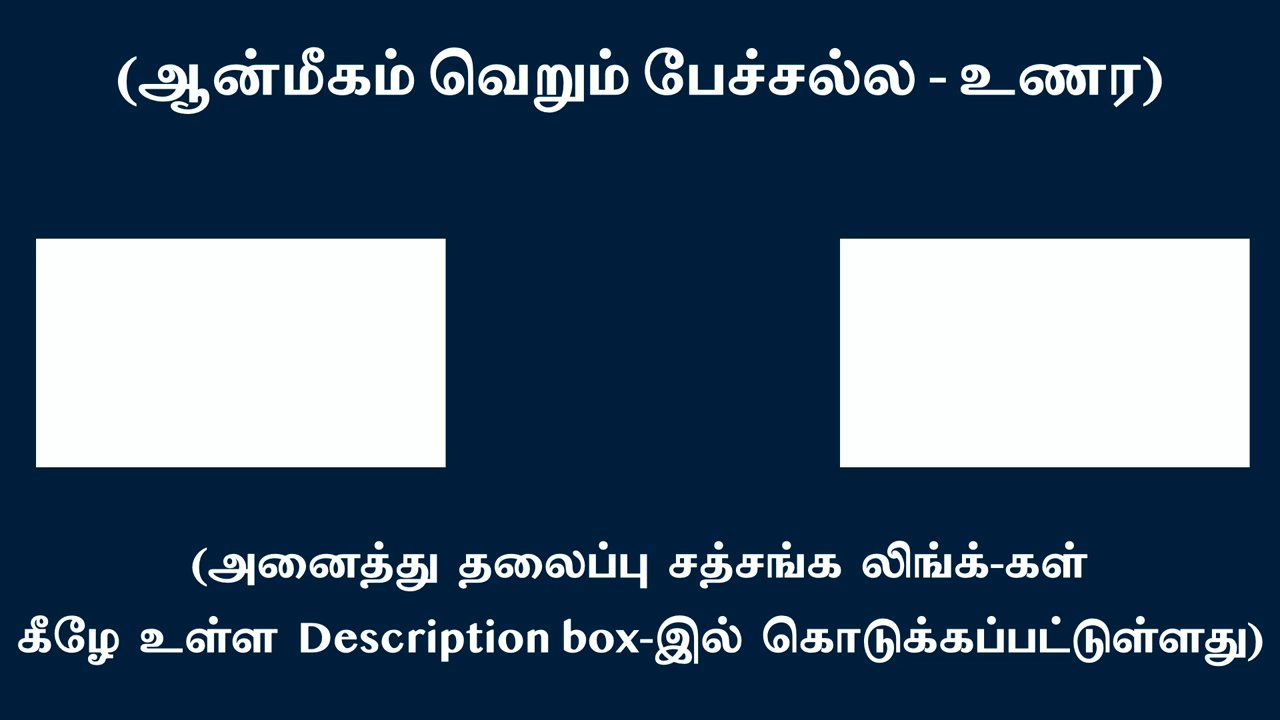 (ஆன்மீகம் வெறும் பேச்சல்ல - உணர)
(அனைத்து தலைப்பு சத்சங்க லிங்க்-கள்
கீழே உள்ள Description box-இல் கொடுக்கப்பட்டுள்ளது)